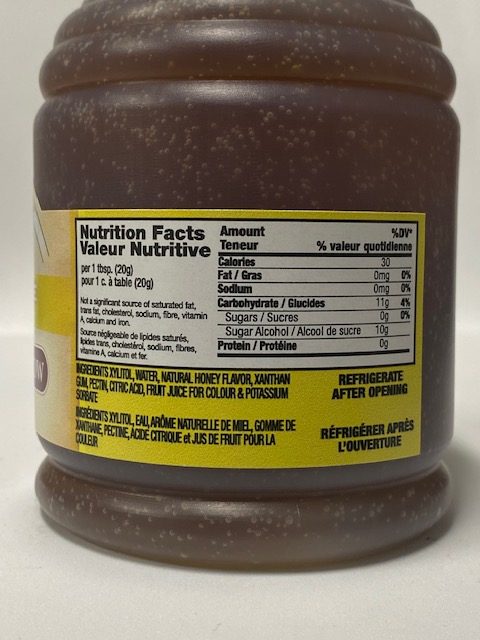 Nutrition Facts
Valeur Nutritive
per 1 tbsp. (20g)
pour 1 c. à table (20g)
Not a significant source of saturated fat,
trans fat, cholesterol, sodium, fibre, vitamin
A, calcium and iron.
Source négligeable de lipides saturés,
lipides trans, cholestérol, sodium, fibres,
vitamine A, calcium et fer.
Amount %DV*
Teneur % valeur quotidienne
Calories 30
Fat / Gras 0mg 0%
Sodium 0mg 0%
Carbohydrate / Glucides 11g 4%
Sugars / Sucres 0g 0%
Sugar Alcohol / Alcool de sucre 10g
Protein / Protéine 0g
INGREDIENTS XYLITOL, WATER, NATURAL HONEY FLAVOR, XANTHAN
GUM, PECTIN, CITRIC ACID, FRUIT JUICE FOR COLOUR & POTASSIUM
SORBATE
INGRÉDIENTS XYLITOL, EAU, ARÔME NATURELLE DE MIEL, GOMME DE
XANTHANE, PECTINE, ACIDE CITRIQUE et JUS DE FRUIT POUR LA
COULEUR
REFRIGERATE
AFTER OPENING
RÉFRIGÉRER APRÈS
L'OUVERTURE